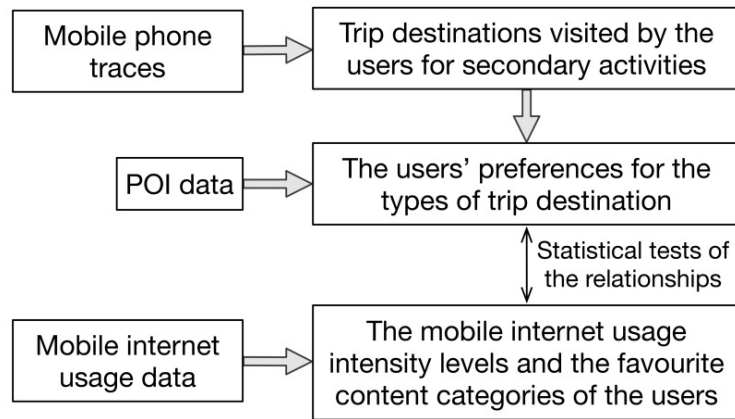 Mobile phone
traces
Trip destinations visited by the
users for secondary activities
POI data
The users’ preferences for the
types of trip destination
Statistical tests of
the relationships
Mobile internet
usage data
The mobile internet usage
intensity levels and the favourite
content categories of the users